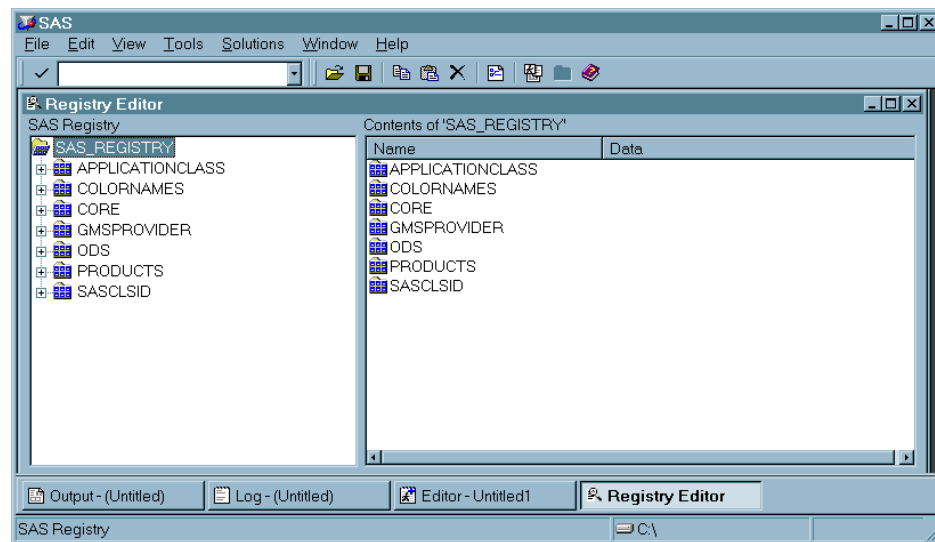 SAS
File Edit View Tools Solutions Window Help
Registry Editor
SAS Registry
Contents of 'SAS_REGISTRY'
SAS_REGISTRY
APPLICATIONCLASS
COLORNAMES
CORE
GMSPROVIDER
ODS
PRODUCTS
SASCLSID
Name Data
APPLICATIONCLASS
COLORNAMES
CORE
GMSPROVIDER
ODS
PRODUCTS
SASCLSID
Output - (Untitled) Log - (Untitled) Editor - Untitled1 Registry Editor
SAS Registry C:\